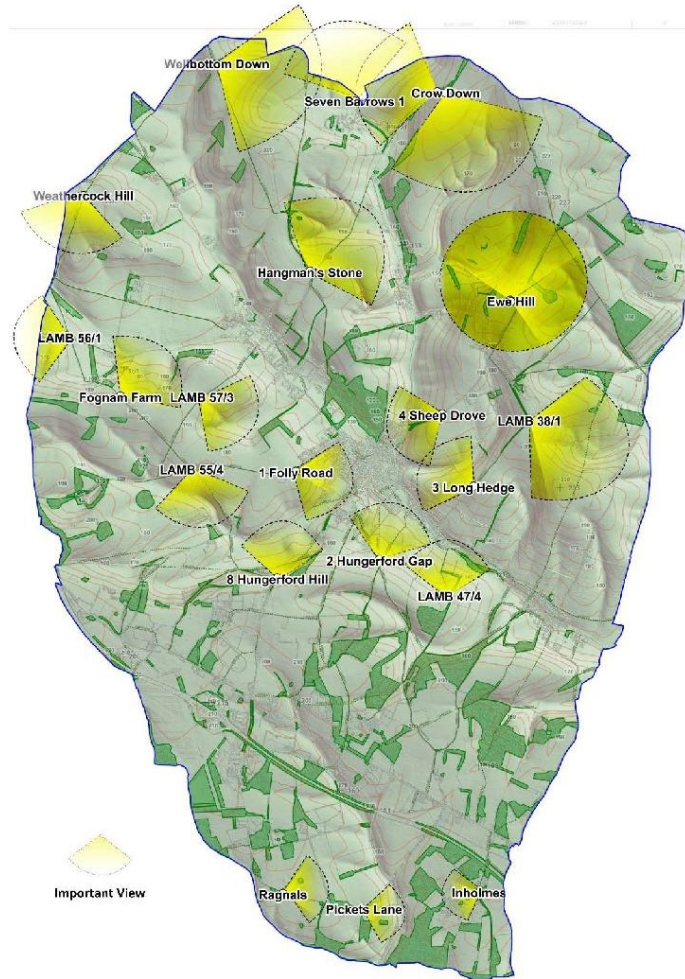 Wellbottom Down
Seven Barrows 1
Crow Down
Weathercock Hill
Hangman's Stone
Ewe Hill
LAMB 56/1
Fognam Farm
LAMB 57/3
4 Sheep Drove
LAMB 38/1
LAMB 55/4
1 Folly Road
3 Long Hedge
2 Hungerford Gap
8 Hungerford Hill
LAMB 47/4
Important View
Ragnals
Pickets Lane
Inholmes